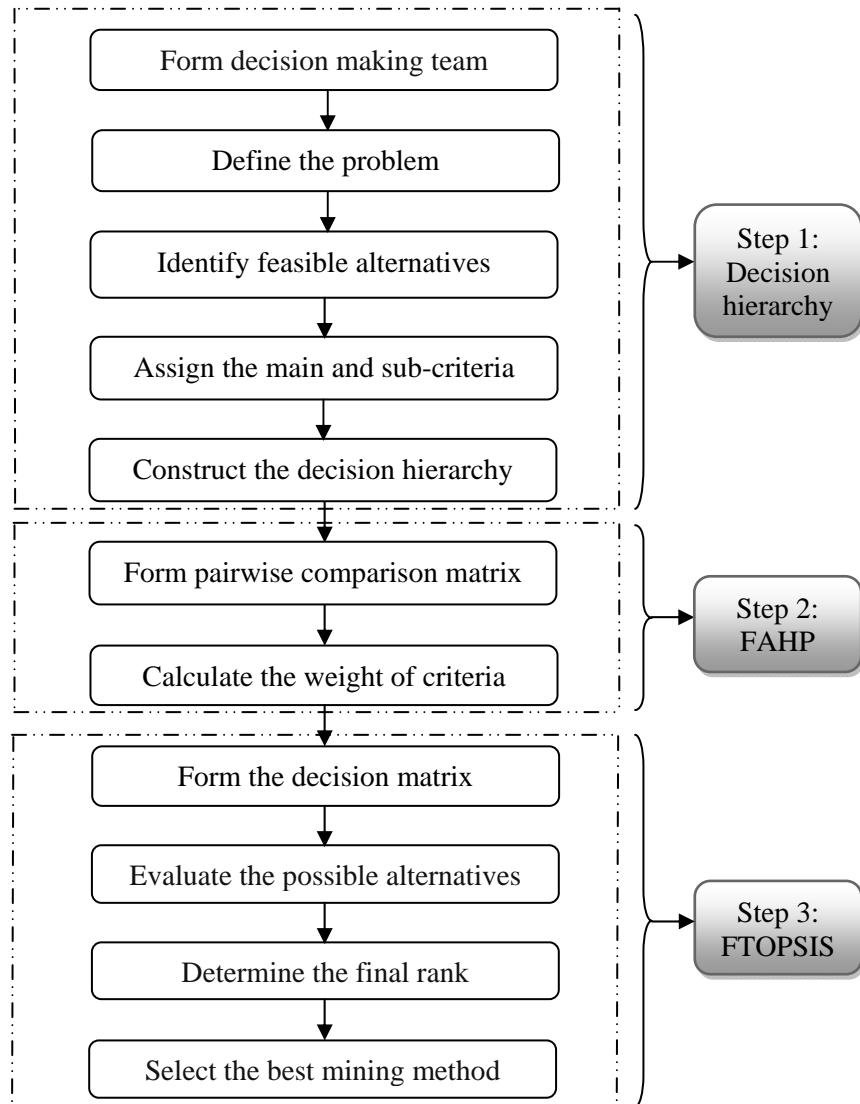 Form decision making team
Define the problem
Identify feasible alternatives
Assign the main and sub-criteria
Construct the decision hierarchy
Step 1:
Decision
hierarchy
Form pairwise comparison matrix
Calculate the weight of criteria
Step 2:
FAHP
Form the decision matrix
Evaluate the possible alternatives
Determine the final rank
Select the best mining method
Step 3:
FTOPSIS